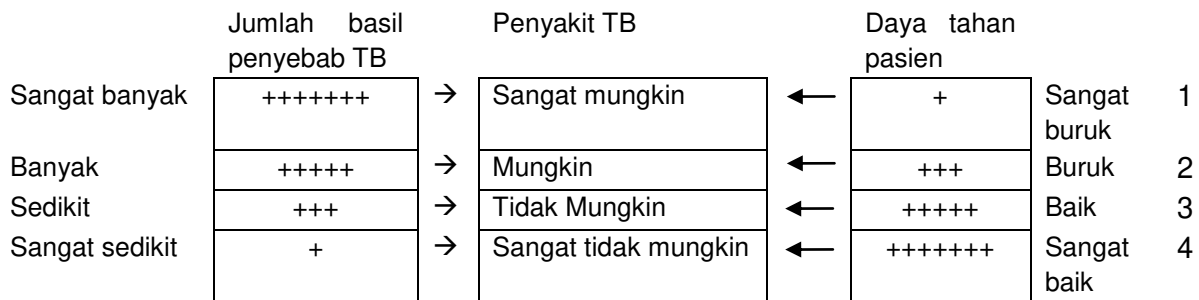 Jumlah basil Penyakit TB Daya tahan
penyebab TB pasien
Sangat banyak +++++++ → Sangat mungkin ← + Sangat 1
buruk
Banyak +++++ → Mungkin ← +++ Buruk 2
Sedikit +++ → Tidak Mungkin ← +++++ Baik 3
Sangat sedikit + → Sangat tidak mungkin ← +++++++ Sangat 4
baik